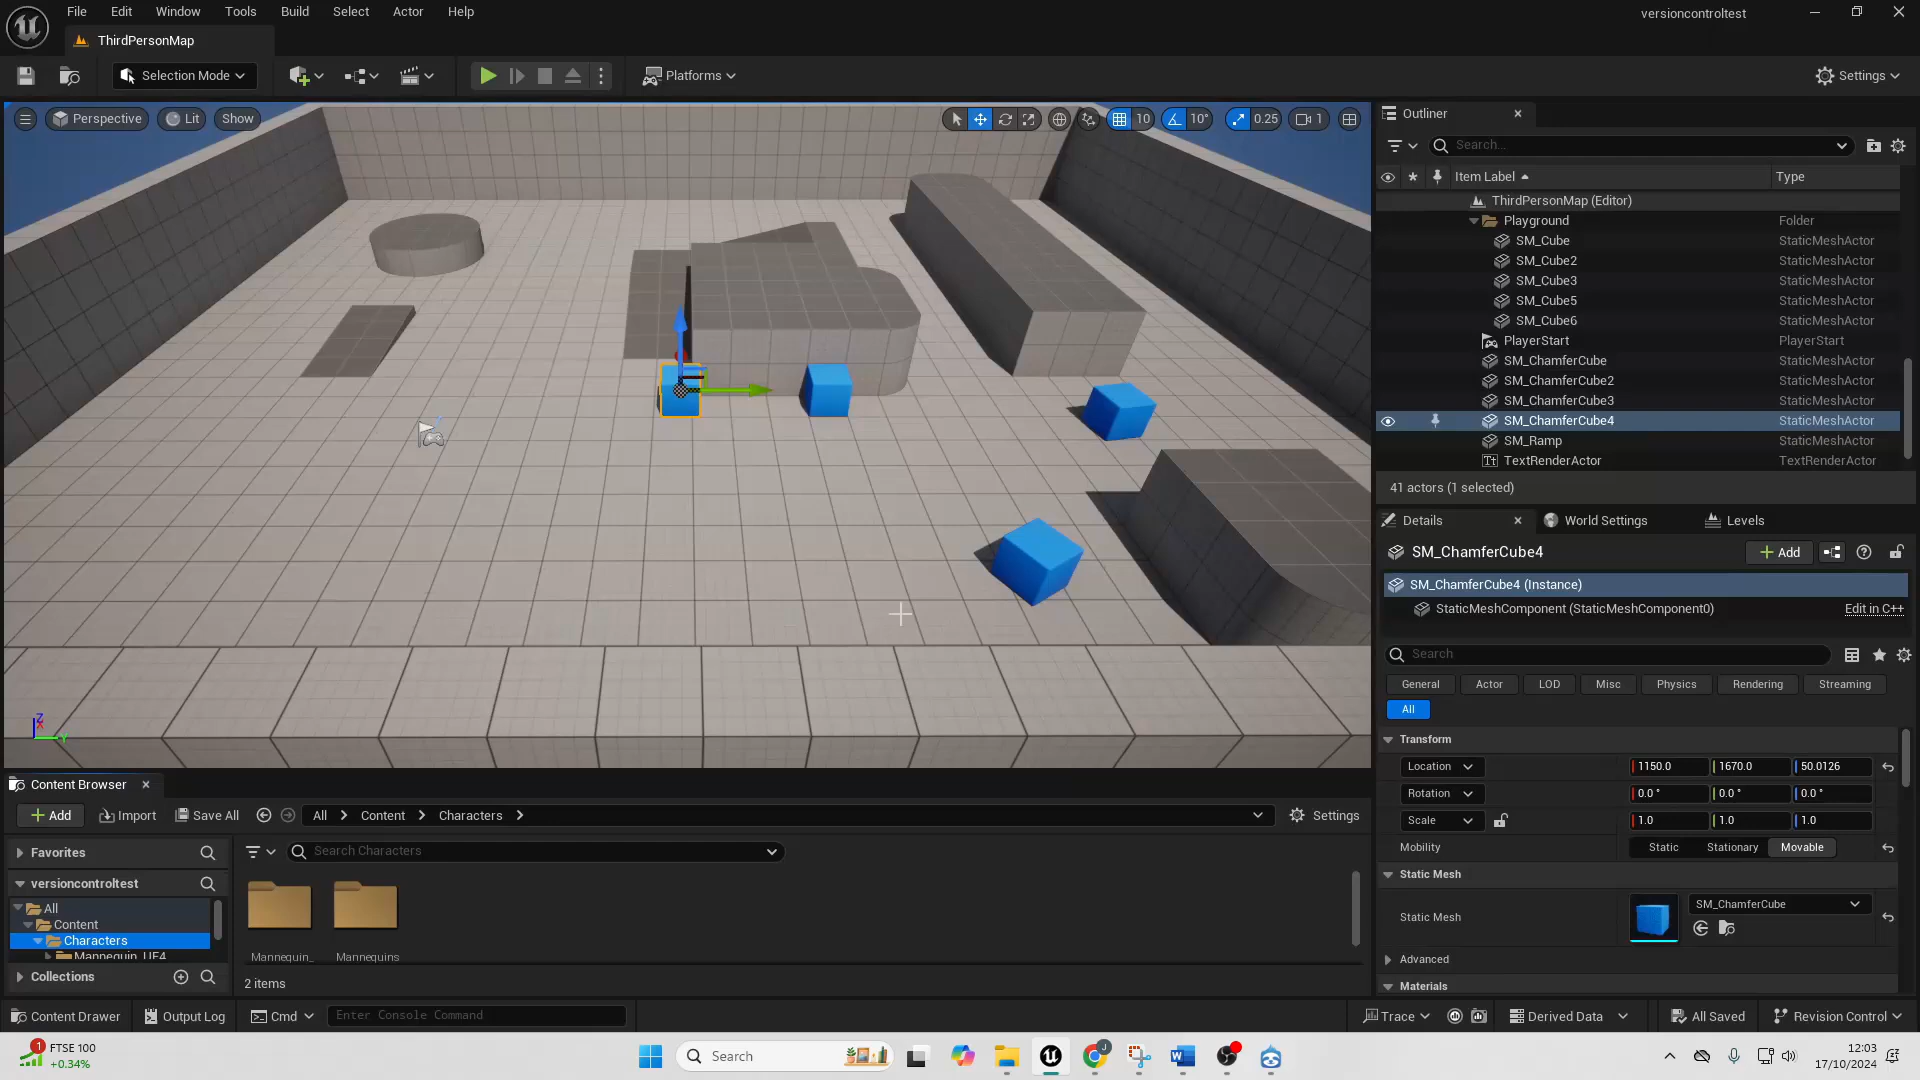 File Edit Window Tools Build Select Actor Help
versioncontroltest
ThirdPersonMap
Selection Mode
Platforms
Settings
Perspective Lit Show
10 10° 0.25 1
Outliner
Search...
Item Label Type
ThirdPersonMap (Editor)
Playground Folder
SM_Cube StaticMeshActor
SM_Cube2 StaticMeshActor
SM_Cube3 StaticMeshActor
SM_Cube5 StaticMeshActor
SM_Cube6 StaticMeshActor
PlayerStart PlayerStart
SM_ChamferCube StaticMeshActor
SM_ChamferCube2 StaticMeshActor
SM_ChamferCube3 StaticMeshActor
SM_ChamferCube4 StaticMeshActor
SM_Ramp StaticMeshActor
TextRenderActor TextRenderActor
41 actors (1 selected)
Details World Settings Levels
SM_ChamferCube4
Add
SM_ChamferCube4 (Instance)
StaticMeshComponent (StaticMeshComponent0) Edit in C++
Search
General Actor LOD Misc Physics Rendering Streaming
All
Transform
Location 1150.0 1670.0 50.0126
Rotation 0.0 ° 0.0 ° 0.0 °
Scale 1.0 1.0 1.0
Mobility Static Stationary Movable
Static Mesh
Static Mesh SM_ChamferCube
Advanced
Materials
Z
X
Y
Content Browser
Add Import Save All All Content Characters Settings
Favorites
Search Characters
versioncontroltest
All
Content
Characters
Mannequin_UE4
Collections
Mannequin_ Mannequins
2 items
Content Drawer Output Log Cmd Enter Console Command Trace Derived Data All Saved Revision Control
1
FTSE 100
+0.34%
Search
J
12:03
17/10/2024